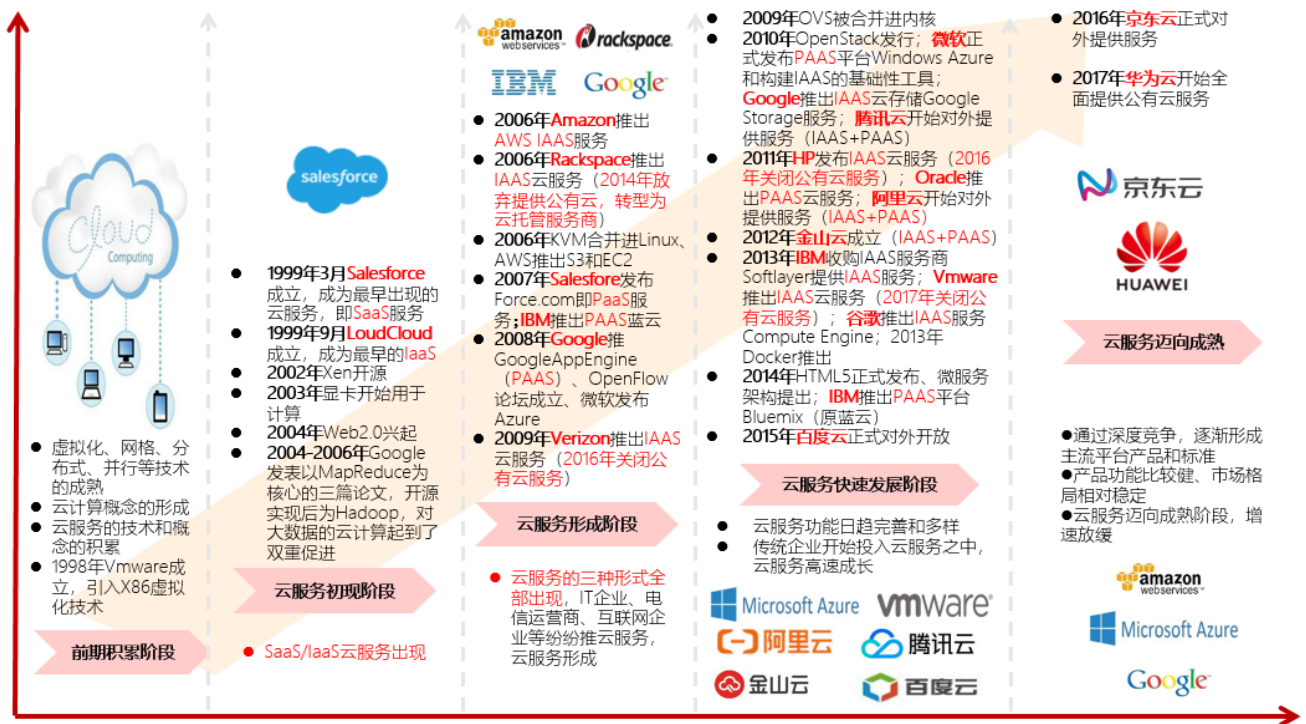 Cloud
Computing
● 虚拟化、网格、分
布式、并行等技术
的成熟
● 云计算概念的形成
● 云服务的技术和概
念的积累
● 1998年Vmware成
立，引入X86虚拟
化技术
前期积累阶段
salesforce
● 1999年3月Salesforce
成立，成为最早出现的
云服务，即SaaS服务
● 1999年9月LoudCloud
成立，成为最早的IaaS
● 2002年Xen开源
● 2003年显卡开始用于
计算
● 2004年Web2.0兴起
● 2004-2006年Google
发表以MapReduce为
核心的三篇论文，开源
实现后为Hadoop，对
大数据的云计算起到了
双重促进
云服务初现阶段
● SaaS/IaaS云服务出现
amazon
webservices™
rackspace.
IBM
Google™
● 2006年Amazon推出
AWS IAAS服务
● 2006年Rackspace推出
IAAS云服务（2014年放
弃提供公有云，转型为
云托管服务商）
● 2006年KVM合并进Linux、
AWS推出S3和EC2
● 2007年Salesfore发布
Force.com即PaaS服
务;IBM推出PAAS蓝云
● 2008年Google推
GoogleAppEngine
（PAAS）、OpenFlow
论坛成立、微软发布
Azure
● 2009年Verizon推出IAAS
云服务（2016年关闭公
有云服务）
云服务形成阶段
● 云服务的三种形式全
部出现，IT企业、电
信运营商、互联网企
业等纷纷推云服务，
云服务形成
● 2009年OVS被合并进内核
● 2010年OpenStack发行；微软正
式发布PAAS平台Windows Azure
和构建IAAS的基础性工具；
Google推出IAAS云存储Google
Storage服务；腾讯云开始对外提
供服务（IAAS+PAAS）
● 2011年HP发布IAAS云服务（2016
年关闭公有云服务）；Oracle推
出PAAS云服务；阿里云开始对外
提供服务（IAAS+PAAS）
● 2012年金山云成立（IAAS+PAAS）
● 2013年IBM收购IAAS服务商
Softlayer提供IAAS服务；Vmware
推出IAAS云服务（2017年关闭公
有云服务）；谷歌推出IAAS服务
Compute Engine；2013年
Docker推出
● 2014年HTML5正式发布、微服务
架构提出；IBM推出PAAS平台
Bluemix（原蓝云）
● 2015年百度云正式对外开放
云服务快速发展阶段
● 云服务功能日趋完善和多样
● 传统企业开始投入云服务之中，
云服务高速成长
Microsoft Azure
vmware®
阿里云
腾讯云
金山云
百度云
● 2016年京东云正式对
外提供服务
● 2017年华为云开始全
面提供公有云服务
京东云
HUAWEI
云服务迈向成熟
●通过深度竞争，逐渐形成
主流平台产品和标准
●产品功能比较健、市场格
局相对稳定
●云服务迈向成熟阶段，增
速放缓
amazon
webservices™
Microsoft Azure
Google™